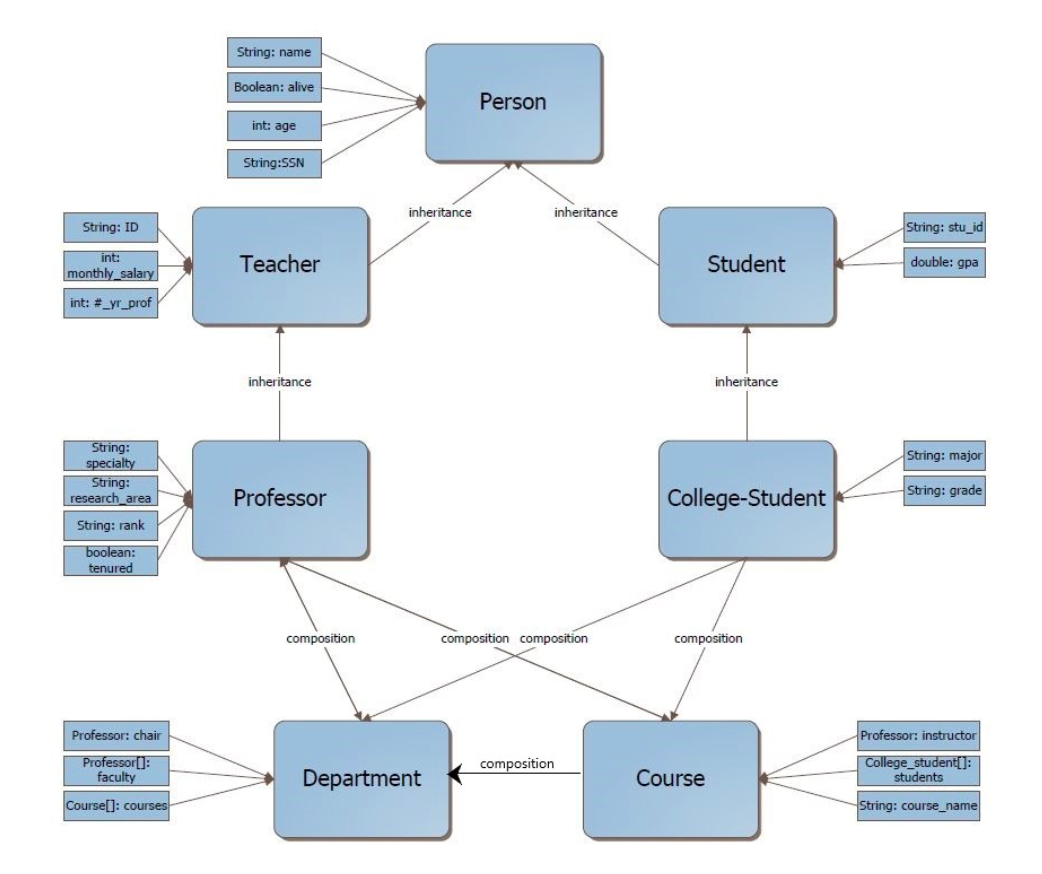 String: name
Boolean: alive
int: age
String:SSN
Person
inheritance
inheritance
String: ID
int:
monthly_salary
int: #_yr_prof
Teacher
Student
String: stu_id
double: gpa
inheritance
inheritance
String:
specialty
String:
research_area
String: rank
boolean:
tenured
Professor
College-Student
String: major
String: grade
composition
composition
composition
composition
Professor: chair
Professor[]:
faculty
Course[]: courses
Department
composition
Course
Professor: instructor
College_student[]:
students
String: course_name